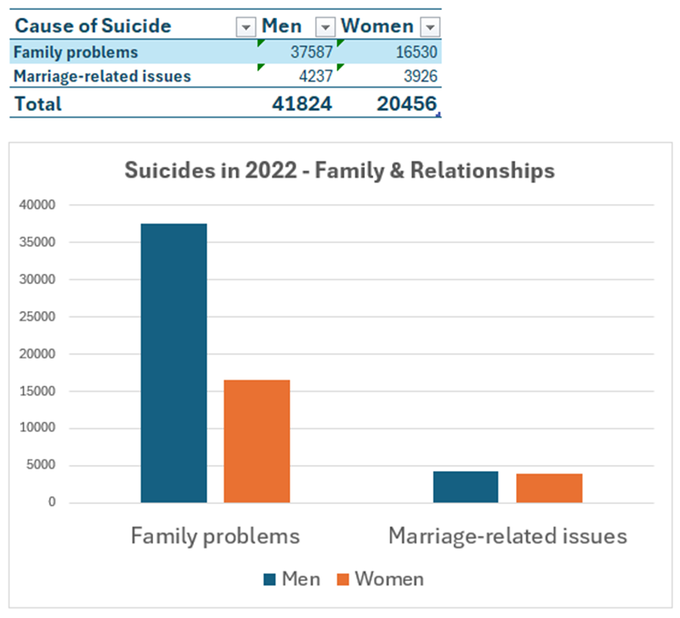 Cause of Suicide Men Women
Family problems 37587 16530
Marriage-related issues 4237 3926
Total 41824 20456
Suicides in 2022 - Family & Relationships
40000
35000
30000
25000
20000
15000
10000
5000
0
Family problems Marriage-related issues
Men Women